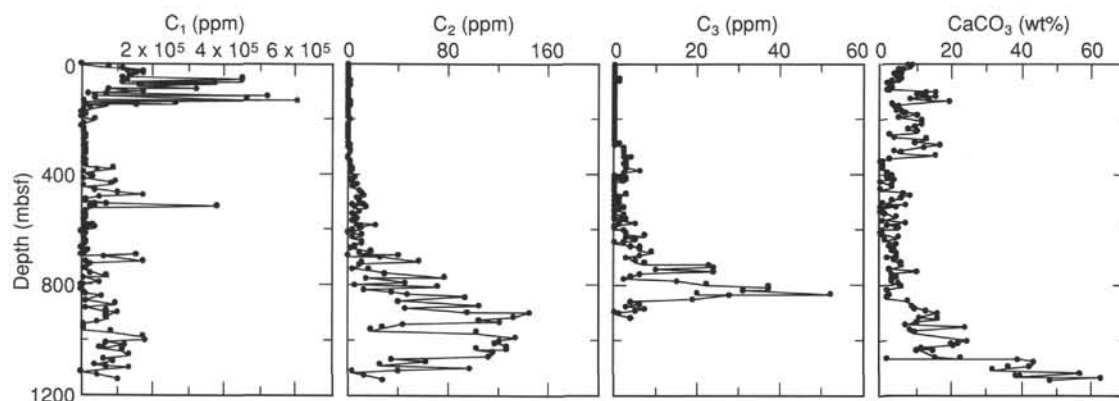 C₁ (ppm)
2 x 10⁵ 4 x 10⁵ 6 x 10⁵
C₂ (ppm)
0 80 160
C₃ (ppm)
0 20 40 60
CaCO₃ (wt%)
0 20 40 60
Depth (mbsf)
0
400
800
1200